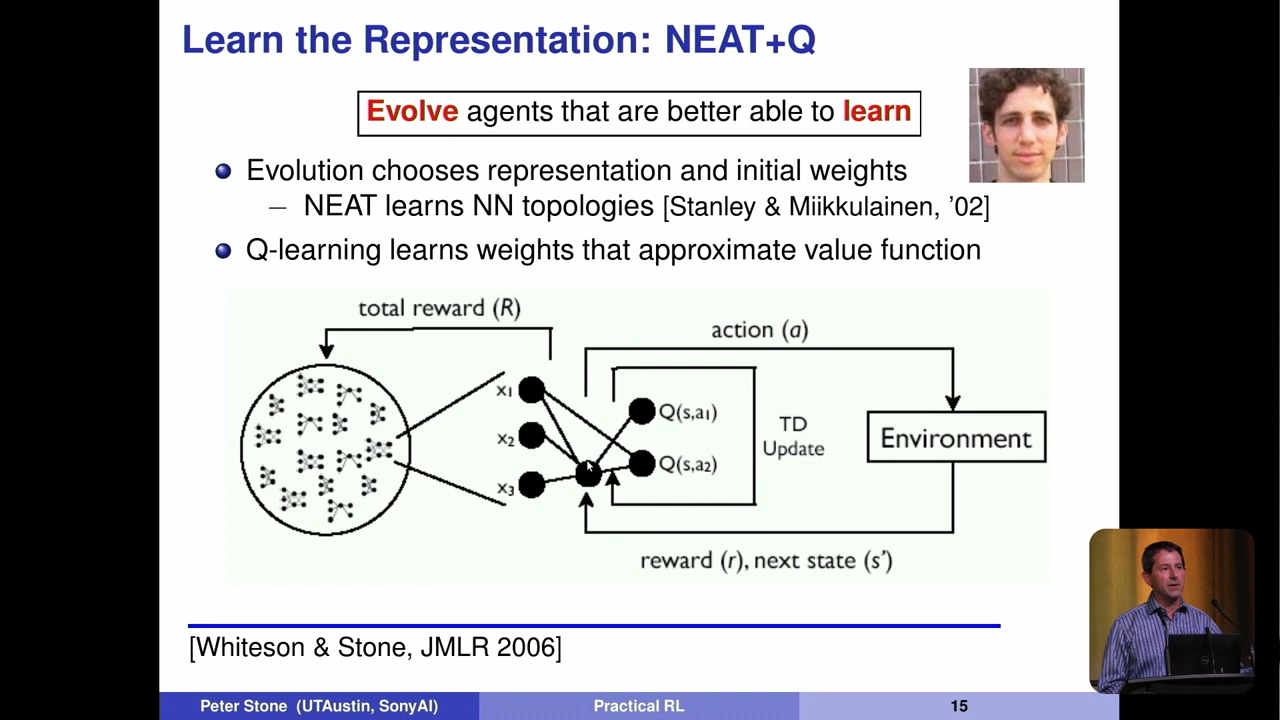 Learn the Representation: NEAT+Q
Evolve agents that are better able to learn
Evolution chooses representation and initial weights
– NEAT learns NN topologies [Stanley & Miikkulainen, ’02]
Q-learning learns weights that approximate value function
total reward (R)
action (a)
x1
x2
x3
Q(s,a1)
Q(s,a2)
TD
Update
Environment
reward (r), next state (s’)
[Whiteson & Stone, JMLR 2006]
Peter Stone (UTAustin, SonyAI) Practical RL 15